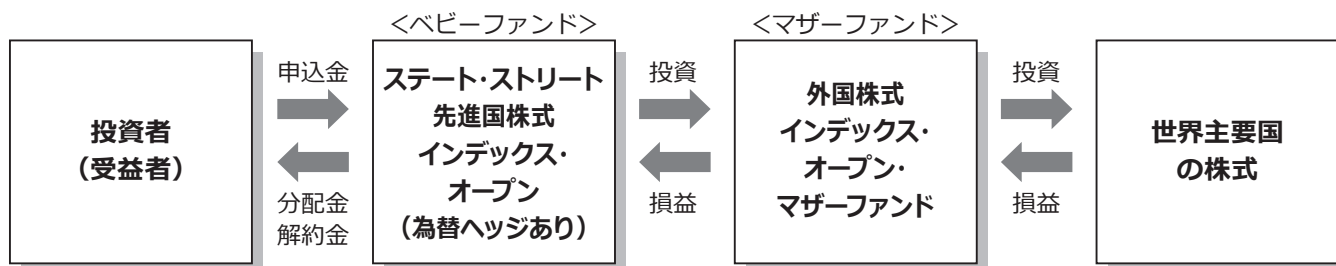 <ベビーファンド>
<マザーファンド>
投資者
(受益者)
申込金
分配金
解約金
ステート・ストリート
先進国株式
インデックス・
オープン
(為替ヘッジあり)
投資
損益
外国株式
インデックス・
オープン・
マザーファンド
投資
損益
世界主要国
の株式